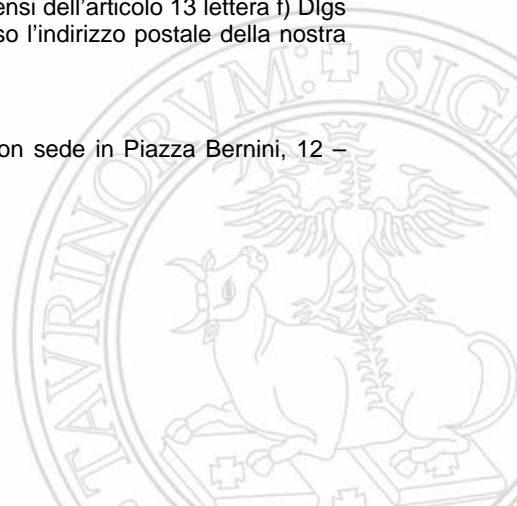 ensi dell'articolo 13 lettera f) Dlgs
so l'indirizzo postale della nostra
on sede in Piazza Bernini, 12 –
TAVRINORVM: SIG